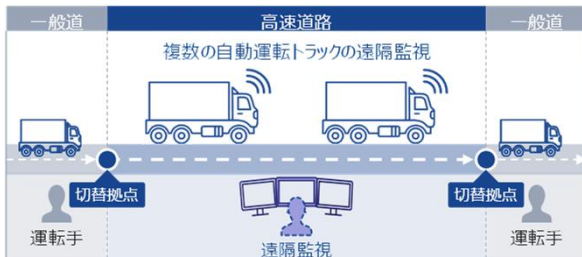 一般道
高速道路
一般道
複数の自動運転トラックの遠隔監視
切替拠点
切替拠点
運転手
遠隔監視
運転手